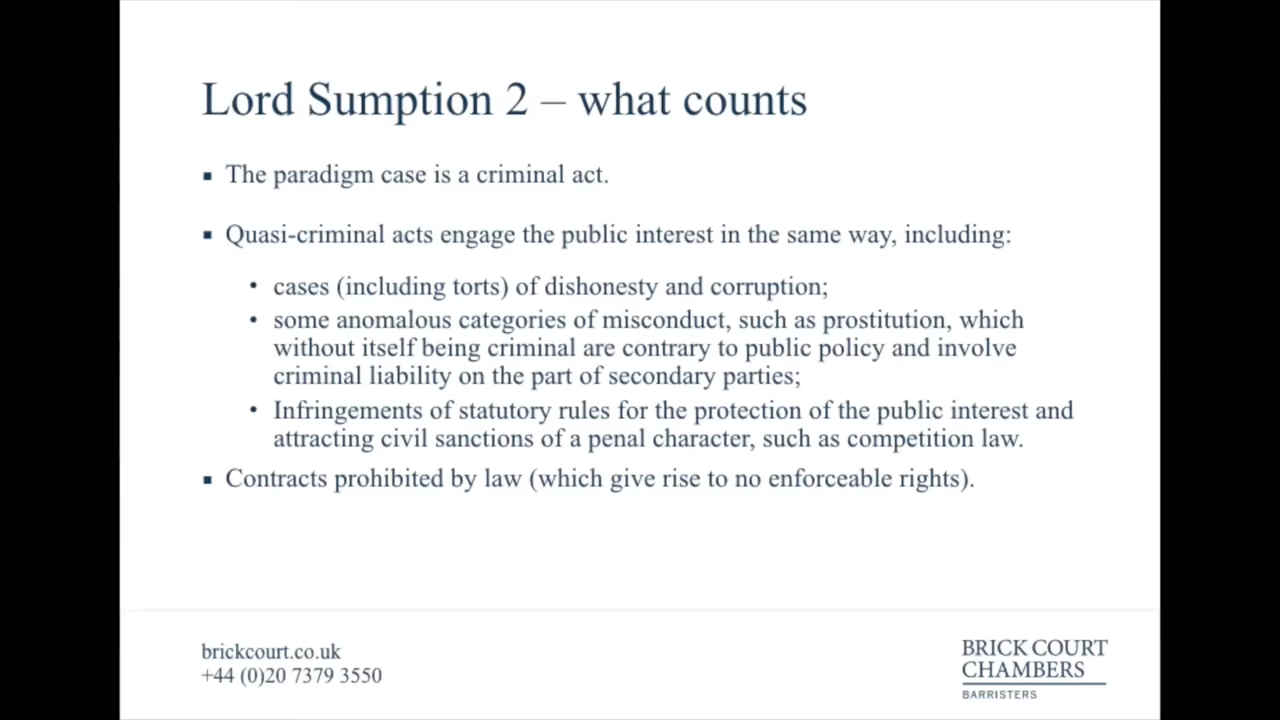 Lord Sumption 2 – what counts
▪ The paradigm case is a criminal act.
▪ Quasi-criminal acts engage the public interest in the same way, including:
• cases (including torts) of dishonesty and corruption;
• some anomalous categories of misconduct, such as prostitution, which
without itself being criminal are contrary to public policy and involve
criminal liability on the part of secondary parties;
• Infringements of statutory rules for the protection of the public interest and
attracting civil sanctions of a penal character, such as competition law.
▪ Contracts prohibited by law (which give rise to no enforceable rights).
brickcourt.co.uk
+44 (0)20 7379 3550
BRICK COURT
CHAMBERS
BARRISTERS